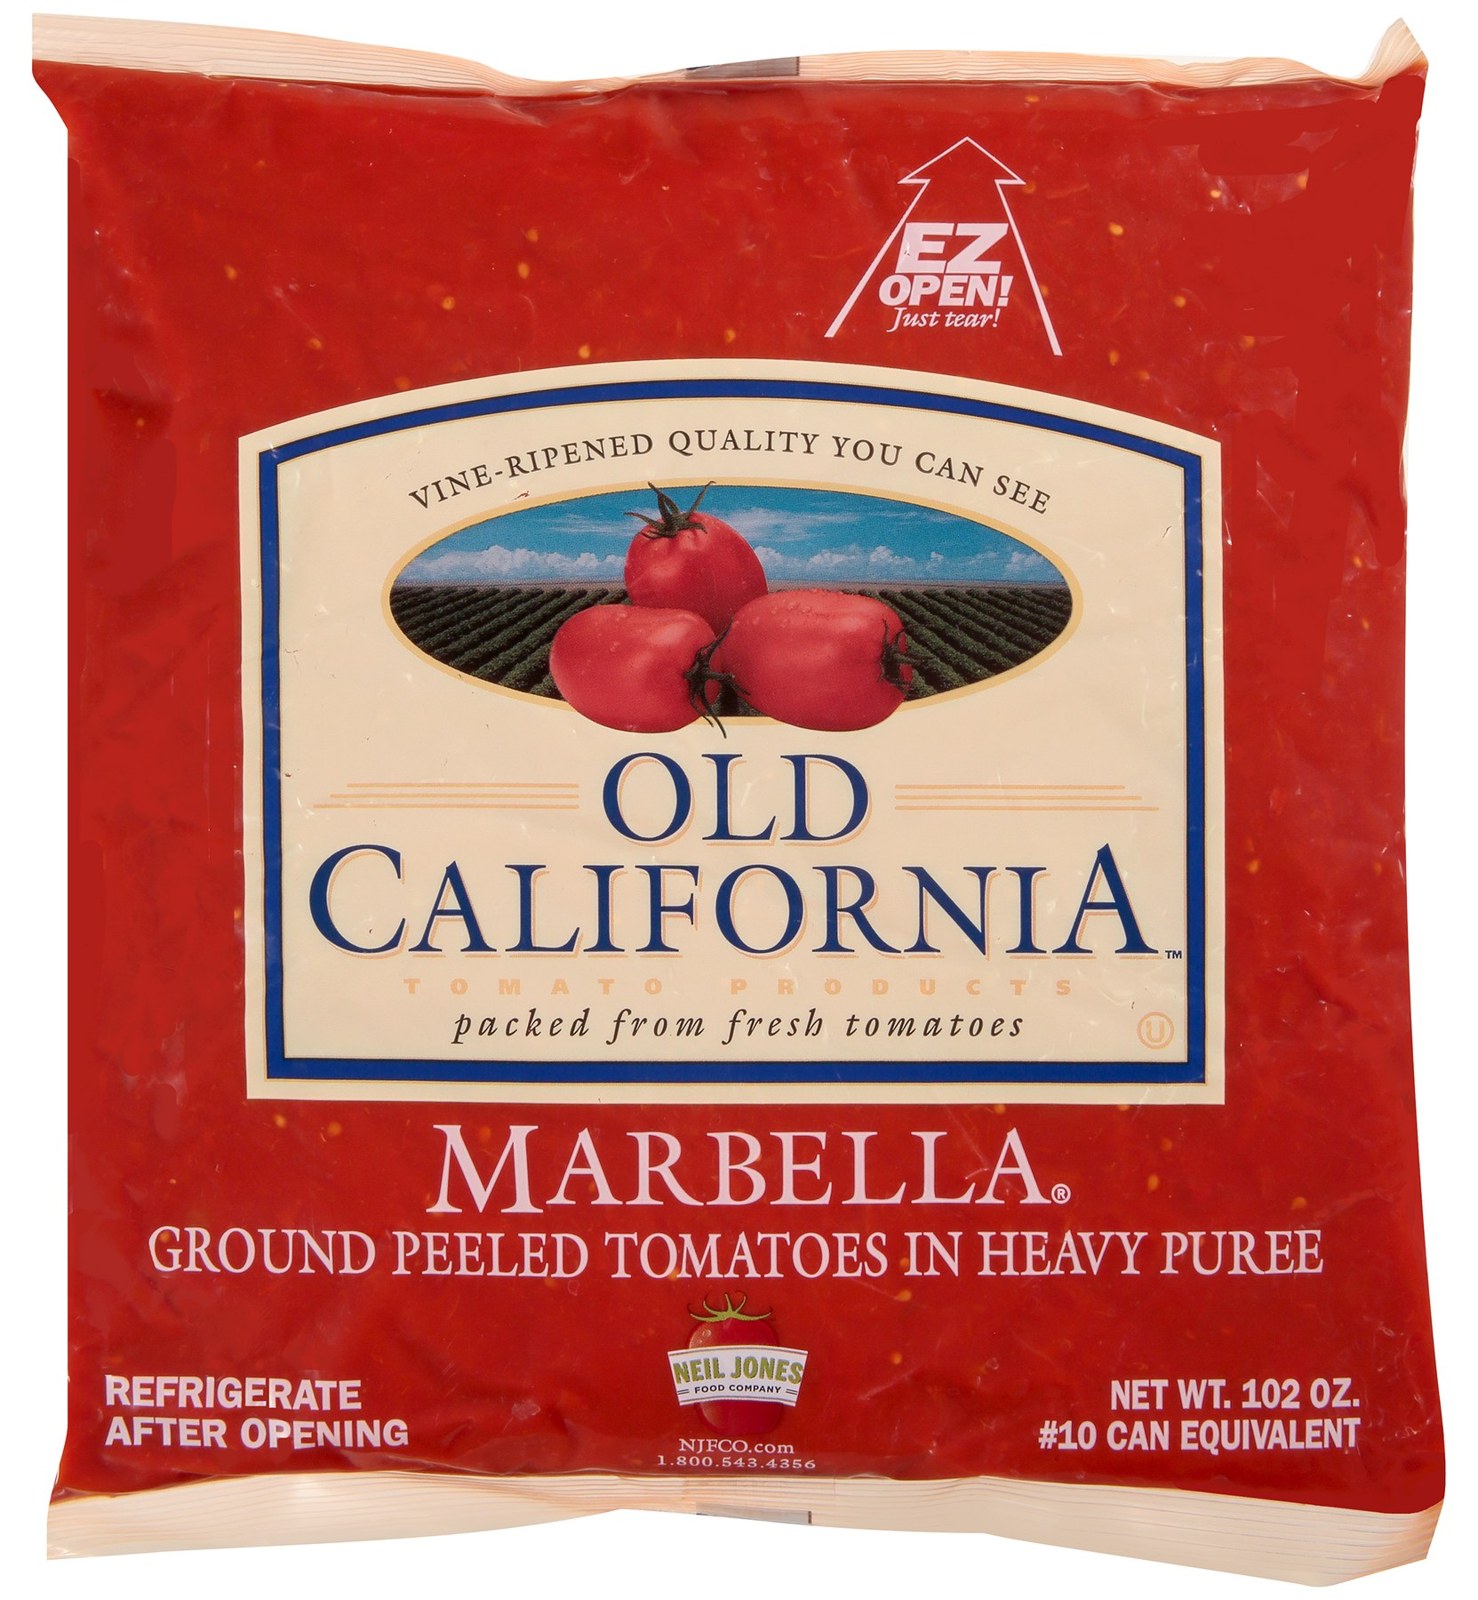 EZ
OPEN!
Just tear!
VINE-RIPENED QUALITY YOU CAN SEE
OLD
CALIFORNIA™
TOMATO PRODUCTS
packed from fresh tomatoes
U
MARBELLA®
GROUND PEELED TOMATOES IN HEAVY PUREE
NEIL JONES
FOOD COMPANY
REFRIGERATE
AFTER OPENING
NJFCO.com
1.800.543.4356
NET WT. 102 OZ.
#10 CAN EQUIVALENT